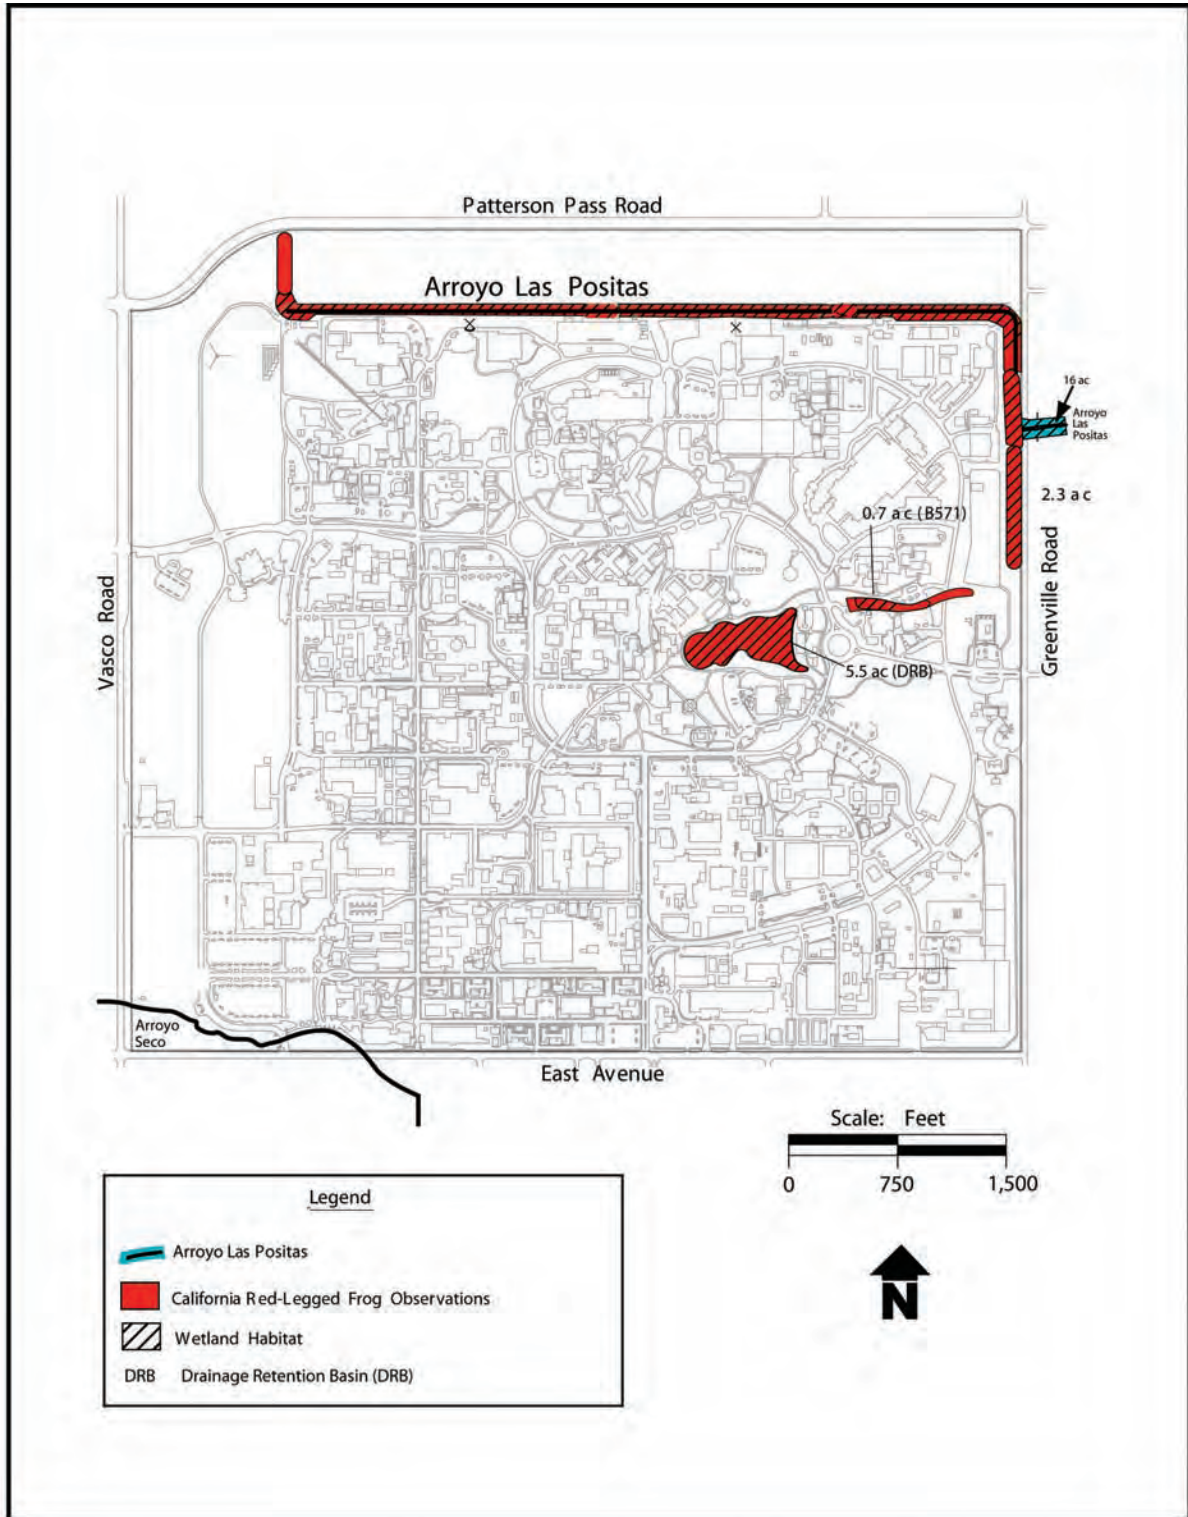 Patterson Pass Road
Arroyo Las Positas
16 ac
Arroyo
Las
Positas
2.3 a c
0.7 a c (B571)
Vasco Road
Greenville Road
5.5 ac (DRB)
Arroyo
Seco
East Avenue
Scale: Feet
0 750 1,500
N
Legend
Arroyo Las Positas
California Red-Legged Frog Observations
Wetland Habitat
DRB Drainage Retention Basin (DRB)